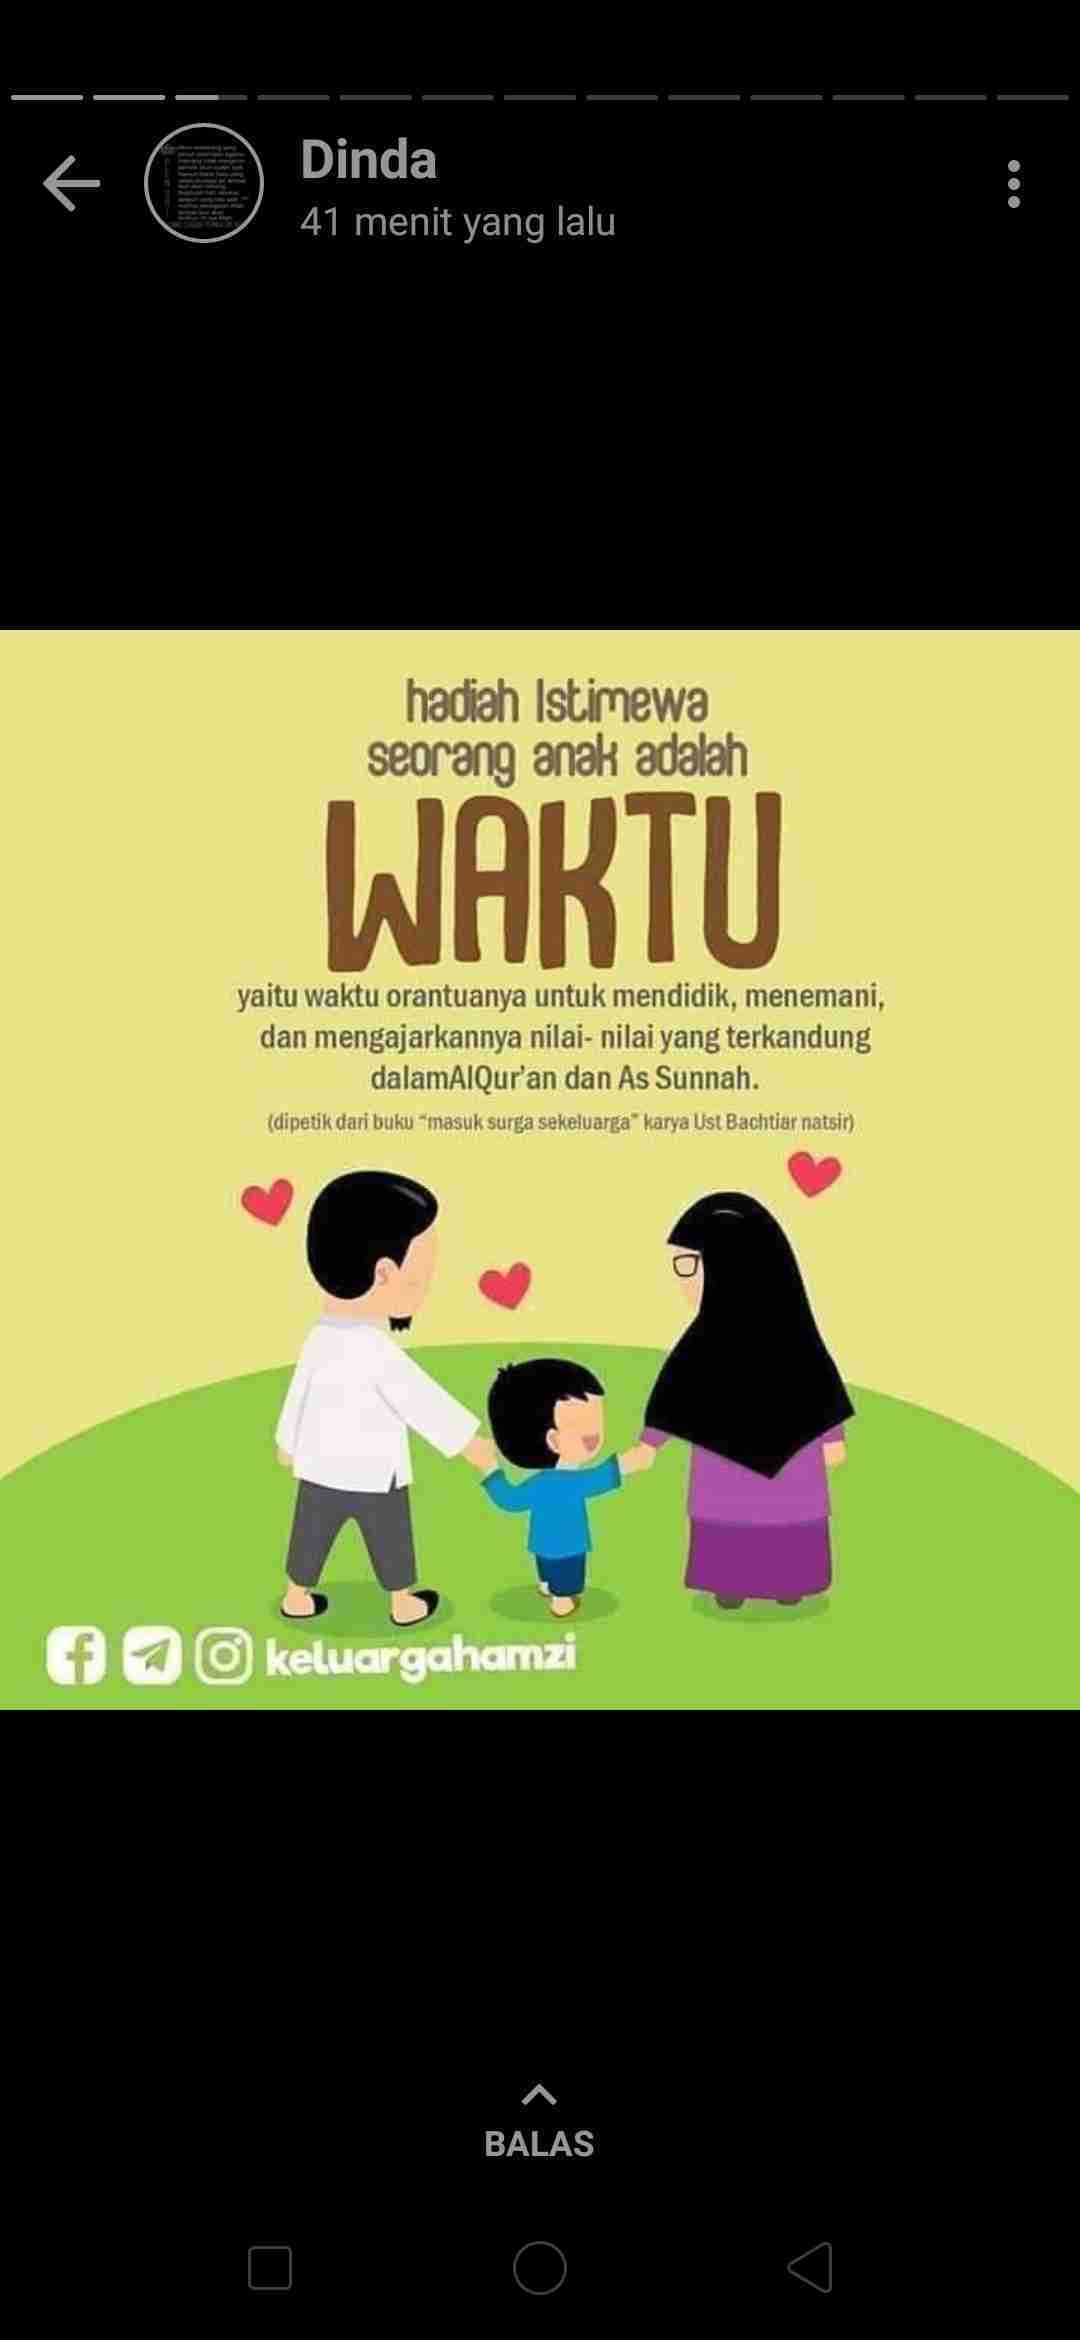 Dinda
41 menit yang lalu
hadiah Istimewa
seorang anak adalah
WAKTU
yaitu waktu orantuanya untuk mendidik, menemani,
dan mengajarkannya nilai- nilai yang terkandung
dalamAlQur'an dan As Sunnah.
(dipetik dari buku "masuk surga sekeluarga" karya Ust Bachtiar natsir)
keluargahamzi
BALAS